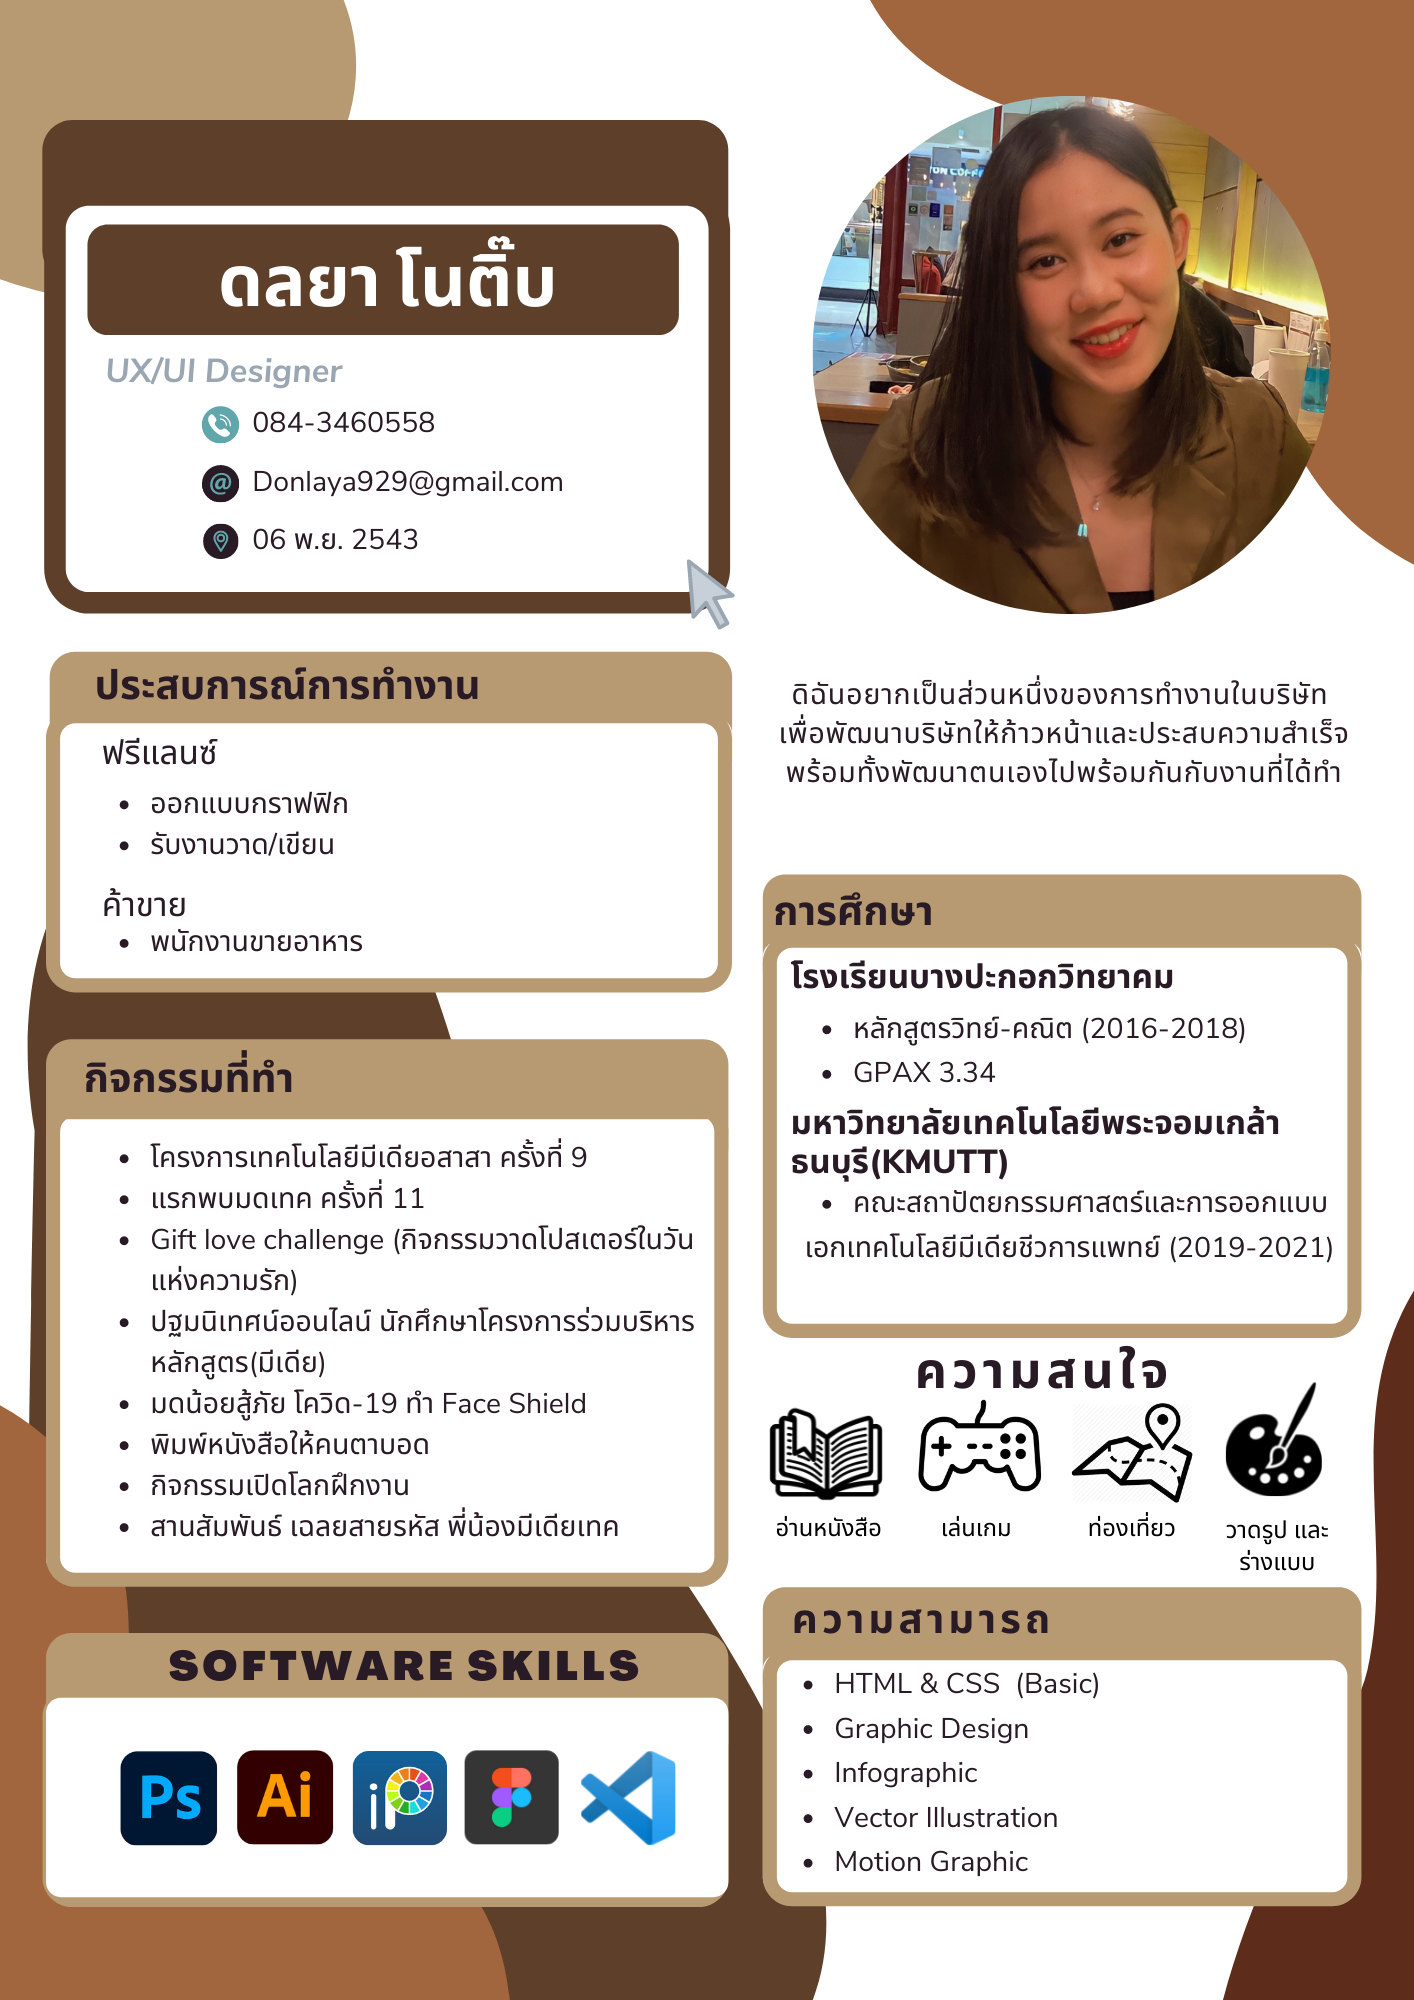 ดลยา โนติ๊บ
UX/UI Designer
084-3460558
@
Donlaya929@gmail.com
06 พ.ย. 2543
ดิฉันอยากเป็นส่วนหนึ่งของการทำงานในบริษัท
เพื่อพัฒนาบริษัทให้ก้าวหน้าและประสบความสำเร็จ
พร้อมทั้งพัฒนาตนเองไปพร้อมกันกับงานที่ได้ทำ
ประสบการณ์การทำงาน
ฟรีแลนซ์
• ออกแบบกราฟฟิก
• รับงานวาด/เขียน
ค้าขาย
• พนักงานขายอาหาร
การศึกษา
โรงเรียนบางปะกอกวิทยาคม
• หลักสูตรวิทย์-คณิต (2016-2018)
• GPAX 3.34
มหาวิทยาลัยเทคโนโลยีพระจอมเกล้า
ธนบุรี(KMUTT)
• คณะสถาปัตยกรรมศาสตร์และการออกแบบ
เอกเทคโนโลยีมีเดียชีวการแพทย์ (2019-2021)
กิจกรรมที่ทำ
• โครงการเทคโนโลยีมีเดียอสาสา ครั้งที่ 9
• แรกพบมดเทค ครั้งที่ 11
• Gift love challenge (กิจกรรมวาดโปสเตอร์ในวัน
แห่งความรัก)
• ปฐมนิเทศน์ออนไลน์ นักศึกษาโครงการร่วมบริหาร
หลักสูตร(มีเดีย)
• มดน้อยสู้ภัย โควิด-19 ทำ Face Shield
• พิมพ์หนังสือให้คนตาบอด
• กิจกรรมเปิดโลกฝึกงาน
• สานสัมพันธ์ เฉลยสายรหัส พี่น้องมีเดียเทค
ความสนใจ
อ่านหนังสือ
เล่นเกม
ท่องเที่ยว
วาดรูป และ
ร่างแบบ
SOFTWARE SKILLS
Ps
Ai
iP
ความสามารถ
• HTML & CSS (Basic)
• Graphic Design
• Infographic
• Vector Illustration
• Motion Graphic